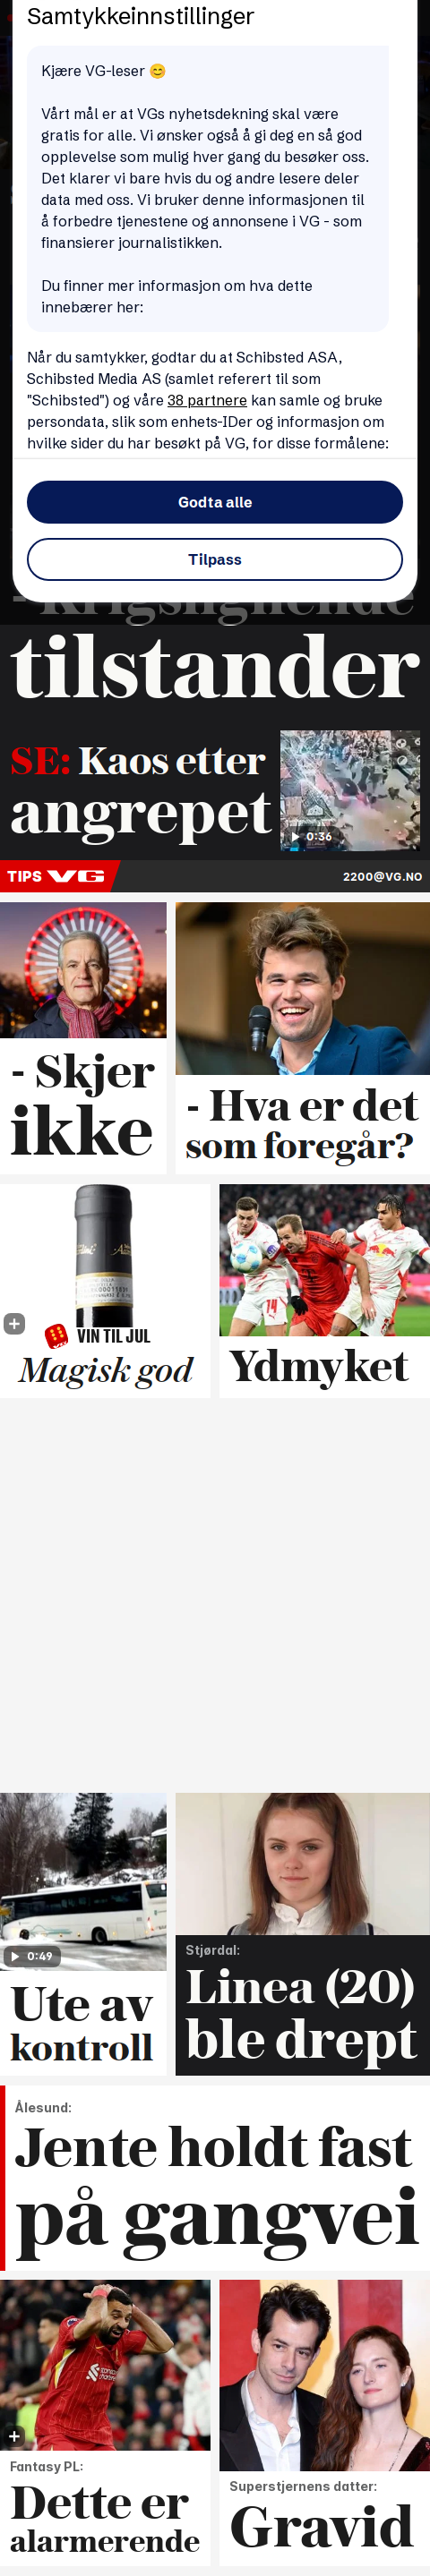 Samtykkeinnstillinger
Kjære VG-leser 😊
Vårt mål er at VGs nyhetsdekning skal være
gratis for alle. Vi ønsker også å gi deg en så god
opplevelse som mulig hver gang du besøker oss.
Det klarer vi bare hvis du og andre lesere deler
data med oss. Vi bruker denne informasjonen til
å forbedre tjenestene og annonsene i VG - som
finansierer journalistikken.
Du finner mer informasjon om hva dette
innebærer her:
Når du samtykker, godtar du at Schibsted ASA,
Schibsted Media AS (samlet referert til som
"Schibsted") og våre 38 partnere kan samle og bruke
persondata, slik som enhets-IDer og informasjon om
hvilke sider du har besøkt på VG, for disse formålene:
Godta alle
Tilpass
- Krigslignende
tilstander
SE: Kaos etter
angrepet
0:36
TIPS VG
2200@VG.NO
- Skjer
ikke
- Hva er det
som foregår?
VIN TIL JUL
Magisk god
Ydmyket
0:49
Ute av
kontroll
Stjørdal:
Linea (20)
ble drept
Ålesund:
Jente holdt fast
på gangvei
Fantasy PL:
Dette er
alarmerende
Superstjernens datter:
Gravid